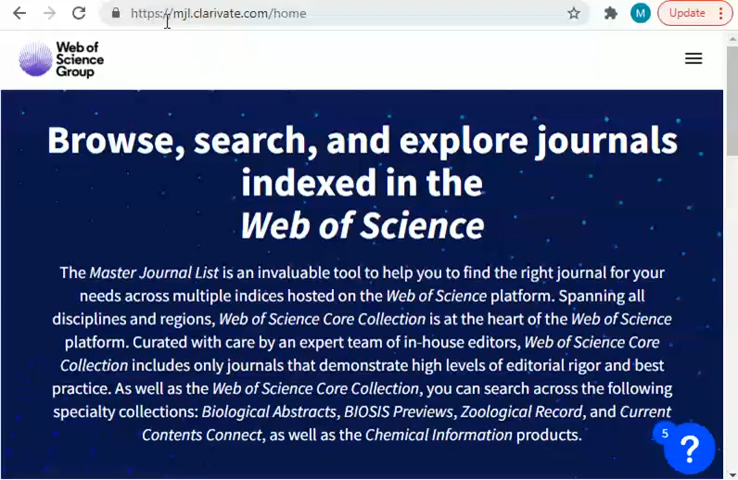 https://mjl.clarivate.com/home
M
Update
Web of
Science
Group
Browse, search, and explore journals
indexed in the
Web of Science
The Master Journal List is an invaluable tool to help you to find the right journal for your
needs across multiple indices hosted on the Web of Science platform. Spanning all
disciplines and regions, Web of Science Core Collection is at the heart of the Web of Science
platform. Curated with care by an expert team of in-house editors, Web of Science Core
Collection includes only journals that demonstrate high levels of editorial rigor and best
practice. As well as the Web of Science Core Collection, you can search across the following
specialty collections: Biological Abstracts, BIOSIS Previews, Zoological Record, and Current
Contents Connect, as well as the Chemical Information products.
5
?